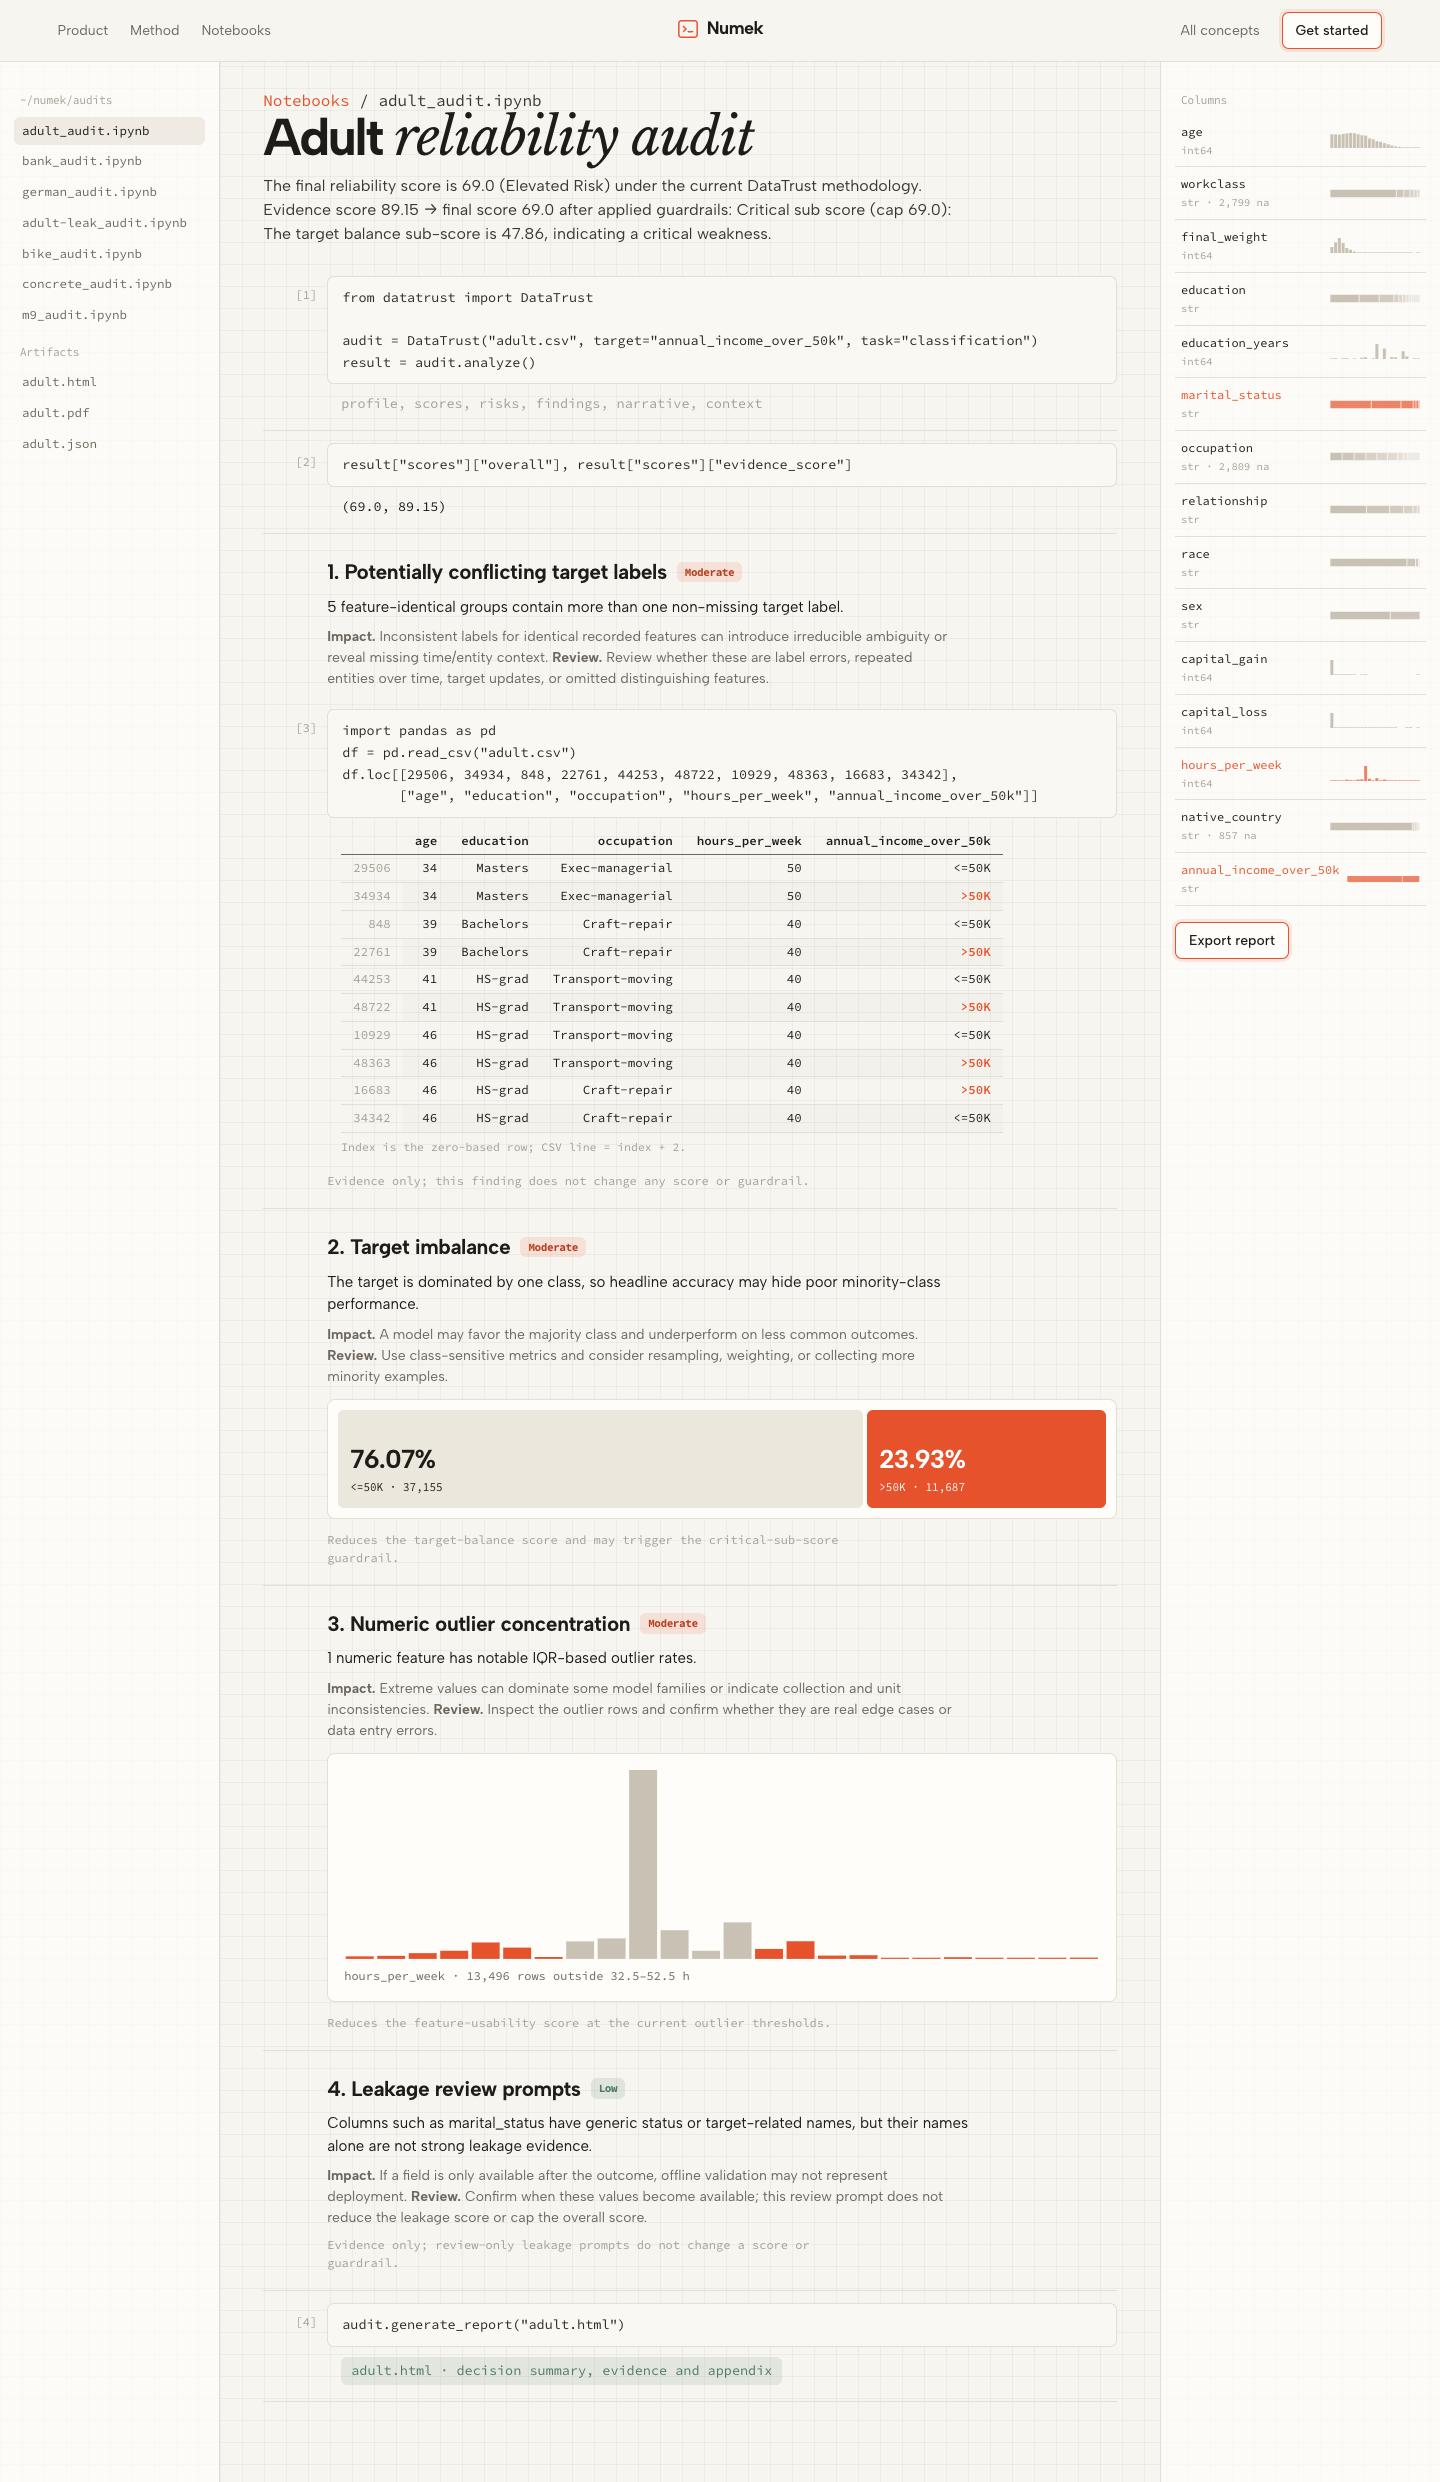 Product Method Notebooks
Numek
All concepts Get started
~/numek/audits
adult_audit.ipynb
bank_audit.ipynb
german_audit.ipynb
adult-leak_audit.ipynb
bike_audit.ipynb
concrete_audit.ipynb
m9_audit.ipynb
Artifacts
adult.html
adult.pdf
adult.json
Notebooks / adult_audit.ipynb
Adult reliability audit
The final reliability score is 69.0 (Elevated Risk) under the current DataTrust methodology.
Evidence score 89.15 → final score 69.0 after applied guardrails: Critical sub score (cap 69.0):
The target balance sub-score is 47.86, indicating a critical weakness.
[1]
from datatrust import DataTrust
audit = DataTrust("adult.csv", target="annual_income_over_50k", task="classification")
result = audit.analyze()
profile, scores, risks, findings, narrative, context
[2]
result["scores"]["overall"], result["scores"]["evidence_score"]
(69.0, 89.15)
1. Potentially conflicting target labels Moderate
5 feature-identical groups contain more than one non-missing target label.
Impact. Inconsistent labels for identical recorded features can introduce irreducible ambiguity or
reveal missing time/entity context. Review. Review whether these are label errors, repeated
entities over time, target updates, or omitted distinguishing features.
[3]
import pandas as pd
df = pd.read_csv("adult.csv")
df.loc[[29506, 34934, 848, 22761, 44253, 48722, 10929, 48363, 16683, 34342],
["age", "education", "occupation", "hours_per_week", "annual_income_over_50k"]]
age education occupation hours_per_week annual_income_over_50k
29506 34 Masters Exec-managerial 50 <=50K
34934 34 Masters Exec-managerial 50 >50K
848 39 Bachelors Craft-repair 40 <=50K
22761 39 Bachelors Craft-repair 40 >50K
44253 41 HS-grad Transport-moving 40 <=50K
48722 41 HS-grad Transport-moving 40 >50K
10929 46 HS-grad Transport-moving 40 <=50K
48363 46 HS-grad Transport-moving 40 >50K
16683 46 HS-grad Craft-repair 40 >50K
34342 46 HS-grad Craft-repair 40 <=50K
Index is the zero-based row; CSV line = index + 2.
Evidence only; this finding does not change any score or guardrail.
2. Target imbalance Moderate
The target is dominated by one class, so headline accuracy may hide poor minority-class
performance.
Impact. A model may favor the majority class and underperform on less common outcomes.
Review. Use class-sensitive metrics and consider resampling, weighting, or collecting more
minority examples.
76.07% 23.93%
<=50K · 37,155 >50K · 11,687
Reduces the target-balance score and may trigger the critical-sub-score
guardrail.
3. Numeric outlier concentration Moderate
1 numeric feature has notable IQR-based outlier rates.
Impact. Extreme values can dominate some model families or indicate collection and unit
inconsistencies. Review. Inspect the outlier rows and confirm whether they are real edge cases or
data entry errors.
hours_per_week · 13,496 rows outside 32.5–52.5 h
Reduces the feature-usability score at the current outlier thresholds.
4. Leakage review prompts Low
Columns such as marital_status have generic status or target-related names, but their names
alone are not strong leakage evidence.
Impact. If a field is only available after the outcome, offline validation may not represent
deployment. Review. Confirm when these values become available; this review prompt does not
reduce the leakage score or cap the overall score.
Evidence only; review-only leakage prompts do not change a score or
guardrail.
[4]
audit.generate_report("adult.html")
adult.html · decision summary, evidence and appendix
Columns
age
int64
workclass
str · 2,799 na
final_weight
int64
education
str
education_years
int64
marital_status
str
occupation
str · 2,809 na
relationship
str
race
str
sex
str
capital_gain
int64
capital_loss
int64
hours_per_week
int64
native_country
str · 857 na
annual_income_over_50k
str
Export report